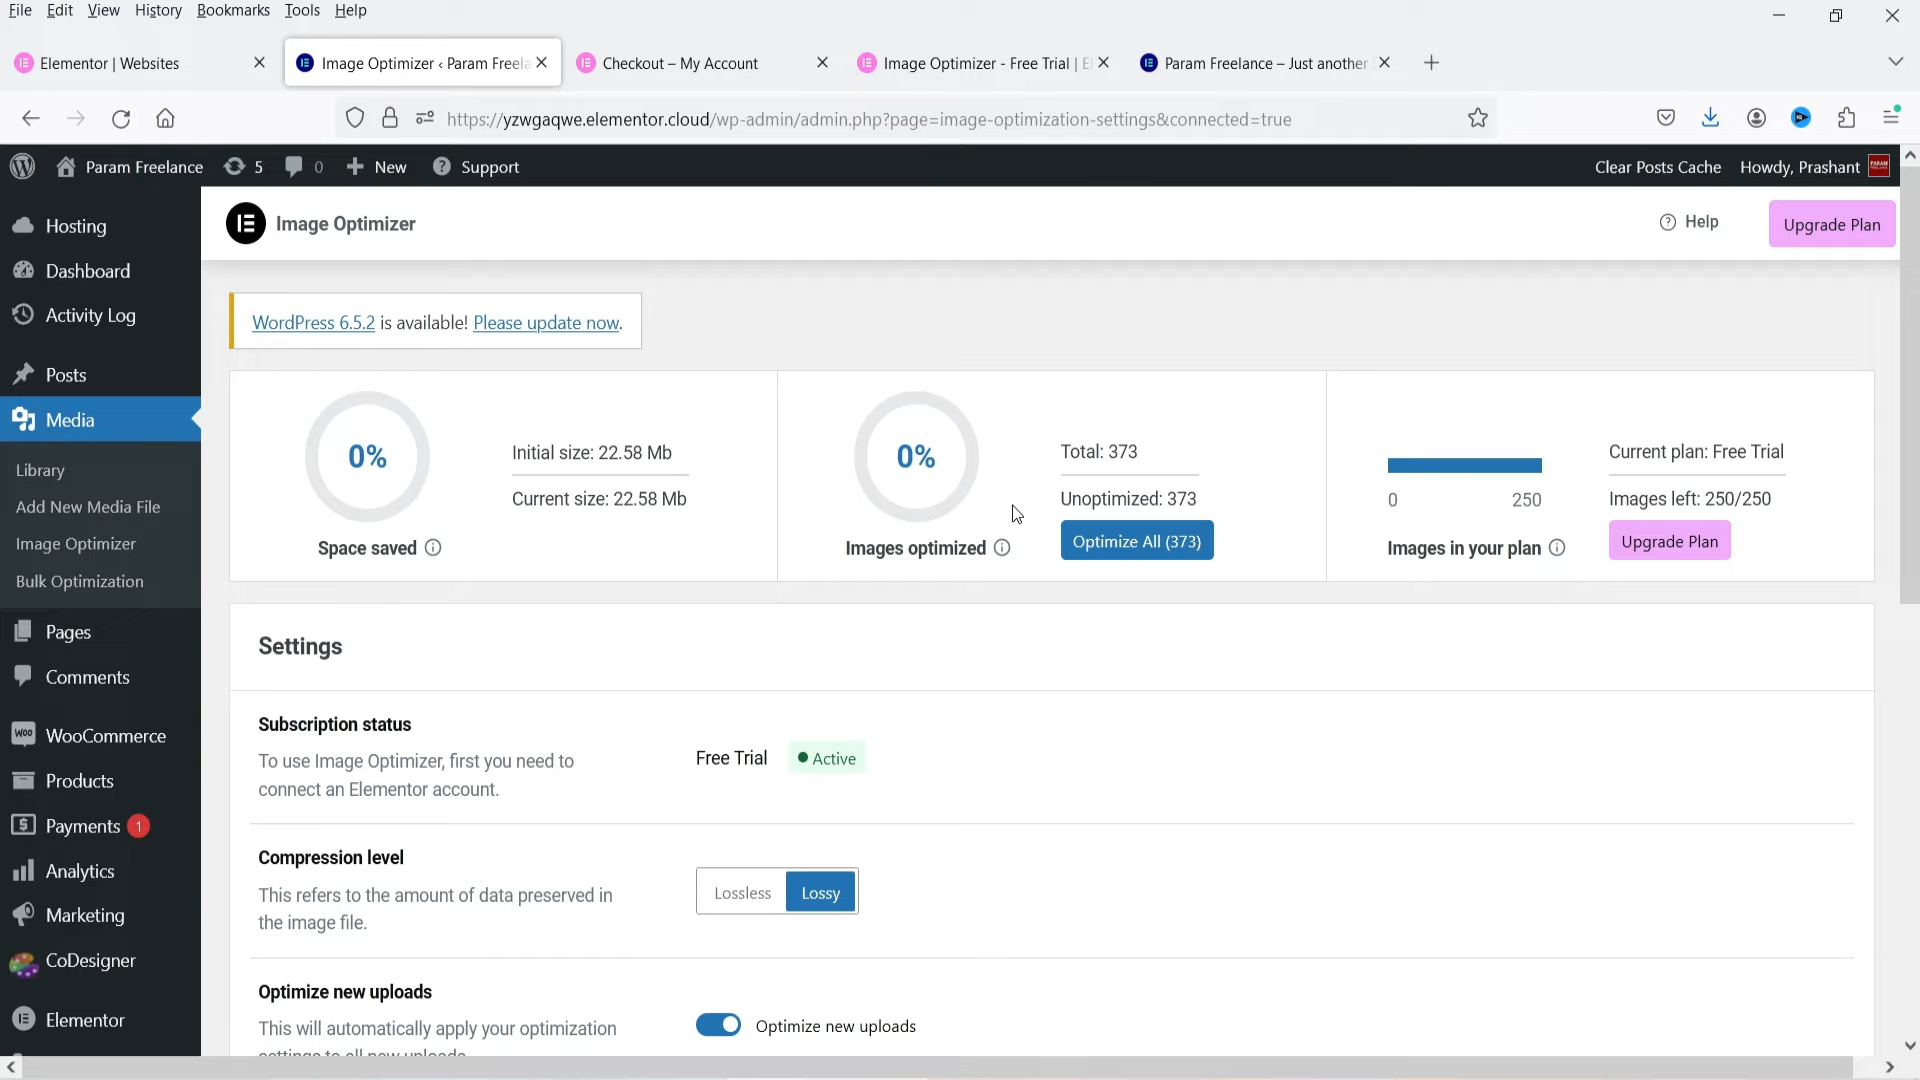 File Edit View History Bookmarks Tools Help
Elementor | Websites
Image Optimizer ‹ Param Freela
Checkout – My Account
Image Optimizer - Free Trial | E
Param Freelance – Just another
https://yzwgaqwe.elementor.cloud/wp-admin/admin.php?page=image-optimization-settings&connected=true
Param Freelance 5 0 New Support
Clear Posts Cache Howdy, Prashant
Hosting
Dashboard
Activity Log
Posts
Media
Library
Add New Media File
Image Optimizer
Bulk Optimization
Pages
Comments
WooCommerce
Products
Payments 1
Analytics
Marketing
CoDesigner
Elementor
Image Optimizer
Help
Upgrade Plan
WordPress 6.5.2 is available! Please update now.
0%
Space saved
Initial size: 22.58 Mb
Current size: 22.58 Mb
0%
Images optimized
Total: 373
Unoptimized: 373
Optimize All (373)
0 250
Images in your plan
Current plan: Free Trial
Images left: 250/250
Upgrade Plan
Settings
Subscription status
To use Image Optimizer, first you need to
connect an Elementor account.
Free Trial Active
Compression level
This refers to the amount of data preserved in
the image file.
Lossless Lossy
Optimize new uploads
This will automatically apply your optimization
settings to all new uploads.
Optimize new uploads